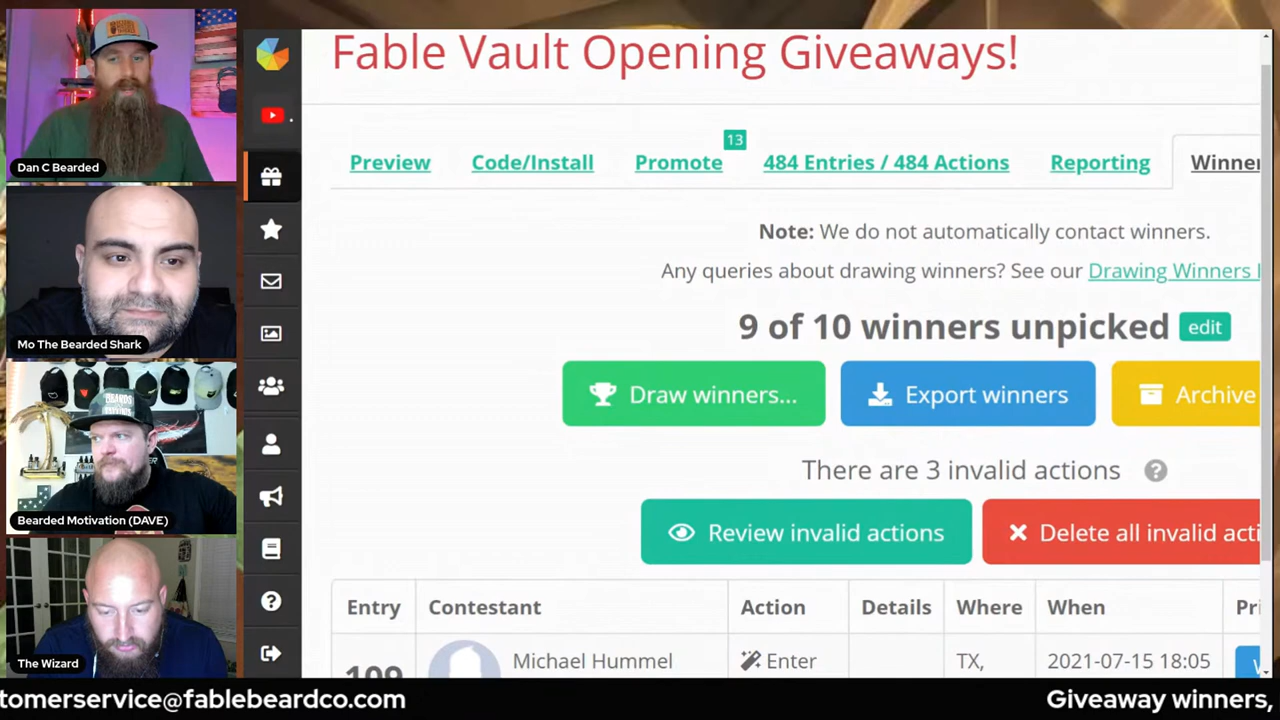 Fable Vault Opening Giveaways!
13
Preview
Code/Install
Promote
484 Entries / 484 Actions
Reporting
Winner
Note: We do not automatically contact winners.
Any queries about drawing winners? See our Drawing Winners
9 of 10 winners unpicked edit
Draw winners...
Export winners
Archive
There are 3 invalid actions ?
Review invalid actions
Delete all invalid acti
Entry
Contestant
Action
Details
Where
When
Pri
109
Michael Hummel
Enter
TX,
2021-07-15 18:05
Dan C Bearded
Mo The Bearded Shark
Bearded Motivation (DAVE)
The Wizard
tomerservice@fablebeardco.com
Giveaway winners,